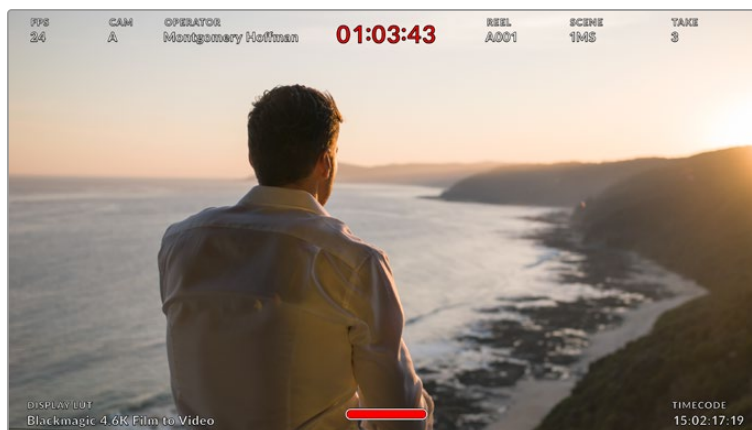 FPS CAM OPERATOR REEL SCENE TAKE
24 A Montgomery Hoffman 01:03:43 A001 1MS 3
DISPLAY LUT TIMECODE
Blackmagic 4.6K Film to Video 15:02:17:19